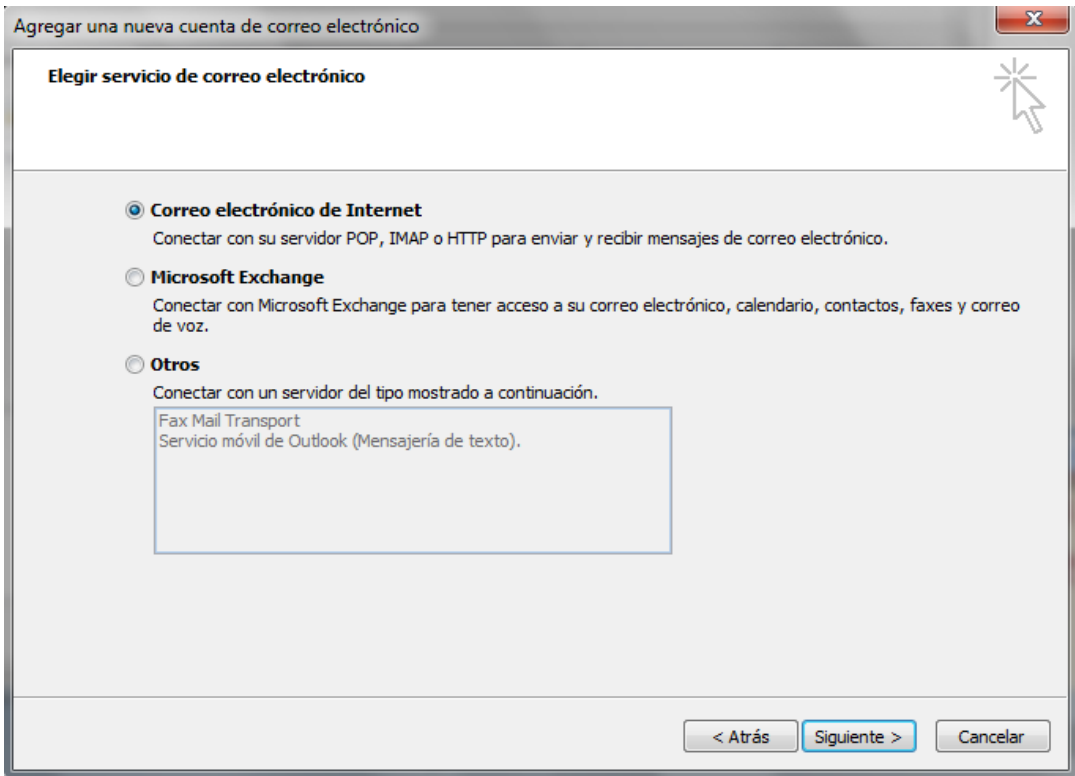 Agregar una nueva cuenta de correo electrónico
Elegir servicio de correo electrónico
Correo electrónico de Internet
Conectar con su servidor POP, IMAP o HTTP para enviar y recibir mensajes de correo electrónico.
Microsoft Exchange
Conectar con Microsoft Exchange para tener acceso a su correo electrónico, calendario, contactos, faxes y correo
de voz.
Otros
Conectar con un servidor del tipo mostrado a continuación.
Fax Mail Transport
Servicio móvil de Outlook (Mensajería de texto).
< Atrás
Siguiente >
Cancelar